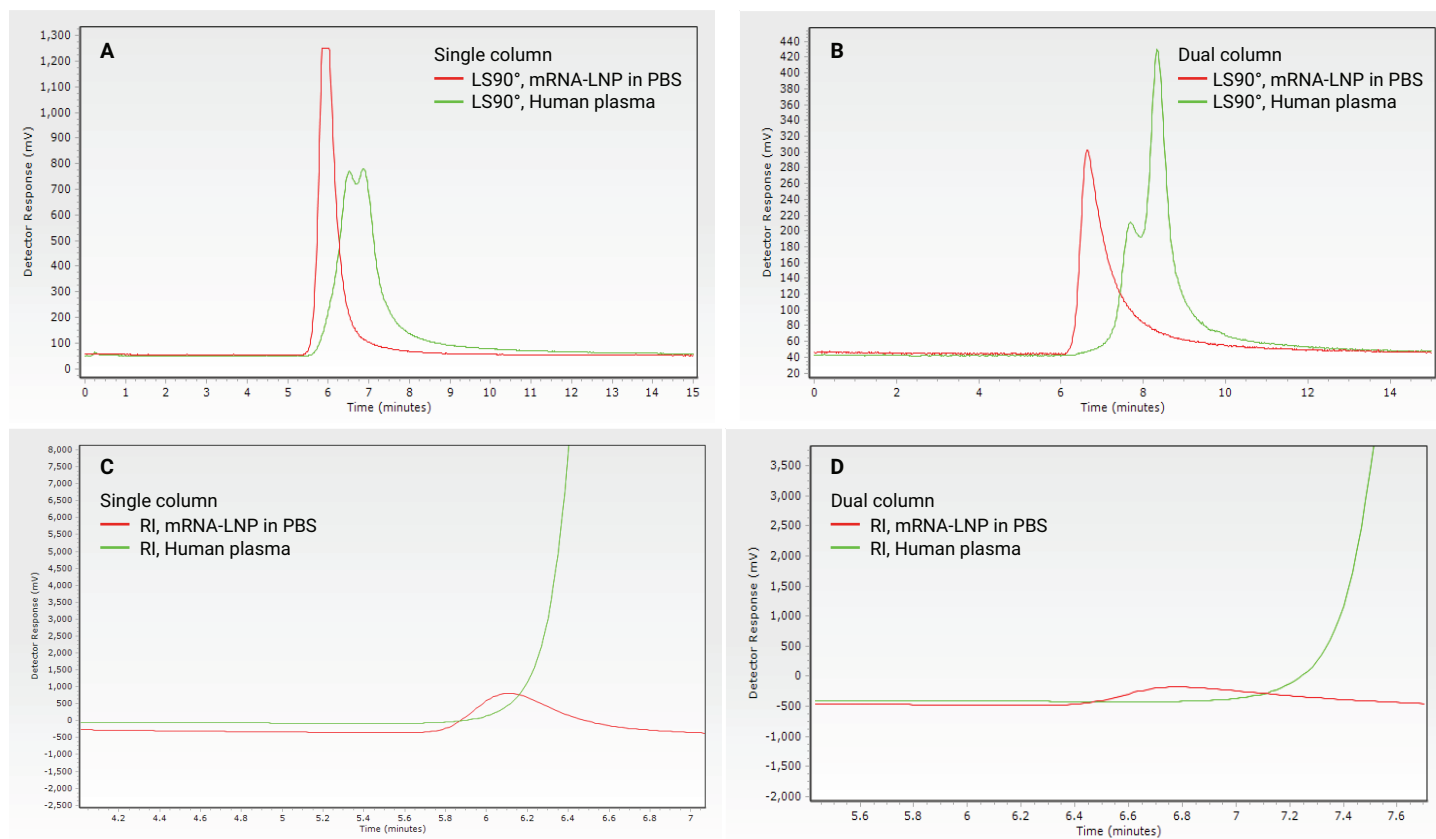 A
Single column
LS90°, mRNA-LNP in PBS
LS90°, Human plasma
Detector Response (mV)
1,300
1,200
1,100
1,000
900
800
700
600
500
400
300
200
100
0
0 1 2 3 4 5 6 7 8 9 10 11 12 13 14 15
Time (minutes)
B
Dual column
LS90°, mRNA-LNP in PBS
LS90°, Human plasma
Detector Response (mV)
440
420
400
380
360
340
320
300
280
260
240
220
200
180
160
140
120
100
80
60
40
20
0 2 4 6 8 10 12 14
Time (minutes)
C
Single column
RI, mRNA-LNP in PBS
RI, Human plasma
Detector Response (mV)
8,000
7,500
7,000
6,500
6,000
5,500
5,000
4,500
4,000
3,500
3,000
2,500
2,000
1,500
1,000
500
0
-500
-1,000
-1,500
-2,000
-2,500
4.2 4.4 4.6 4.8 5 5.2 5.4 5.6 5.8 6 6.2 6.4 6.6 6.8 7
Time (minutes)
D
Dual column
RI, mRNA-LNP in PBS
RI, Human plasma
Detector Response (mV)
3,500
3,000
2,500
2,000
1,500
1,000
500
0
-500
-1,000
-1,500
-2,000
5.6 5.8 6 6.2 6.4 6.6 6.8 7 7.2 7.4 7.6
Time (minutes)